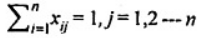 ∑ⁿᵢ₌₁ xᵢⱼ = 1, j = 1,2 --- n